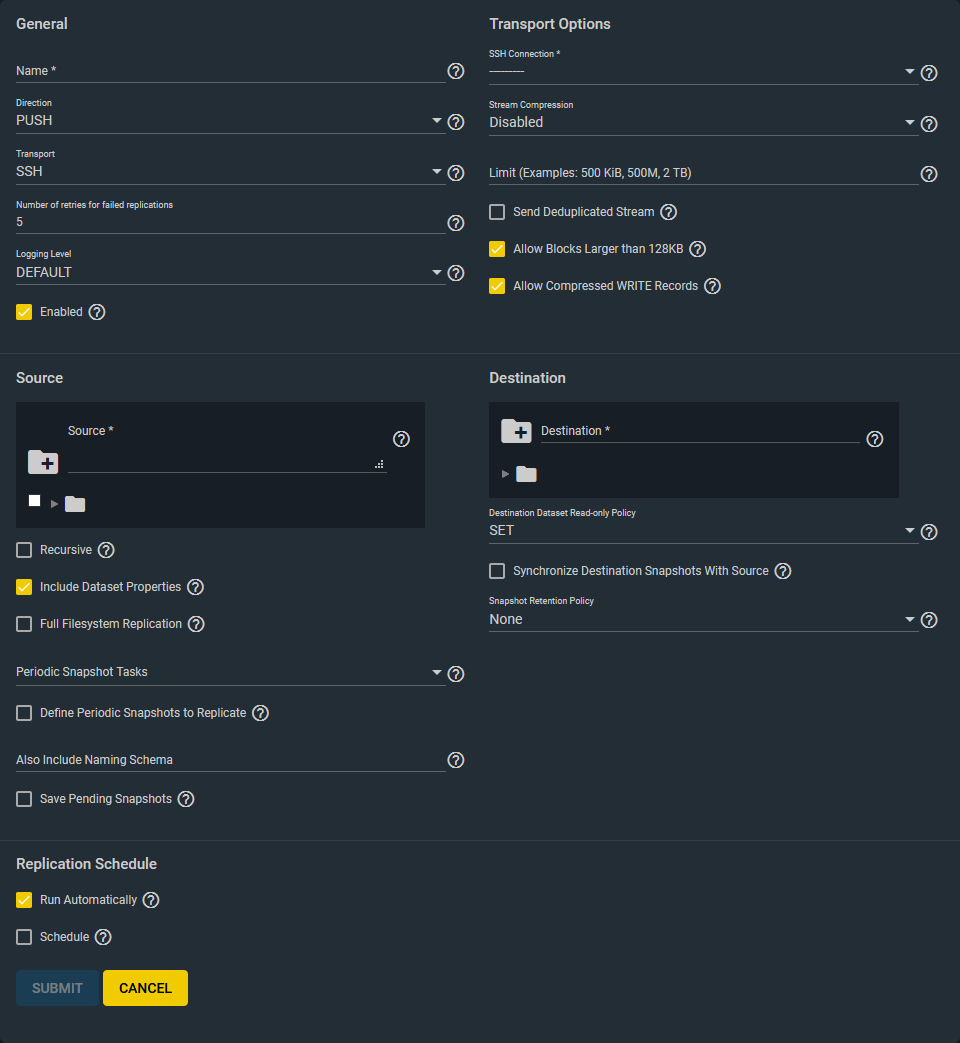 General
Name *
Direction
PUSH
Transport
SSH
Number of retries for failed replications
5
Logging Level
DEFAULT
Enabled
Transport Options
SSH Connection *
---------
Stream Compression
Disabled
Limit (Examples: 500 KiB, 500M, 2 TB)
Send Deduplicated Stream
Allow Blocks Larger than 128KB
Allow Compressed WRITE Records
Source
Source *
Recursive
Include Dataset Properties
Full Filesystem Replication
Periodic Snapshot Tasks
Define Periodic Snapshots to Replicate
Also Include Naming Schema
Save Pending Snapshots
Destination
Destination *
Destination Dataset Read-only Policy
SET
Synchronize Destination Snapshots With Source
Snapshot Retention Policy
None
Replication Schedule
Run Automatically
Schedule
SUBMIT
CANCEL